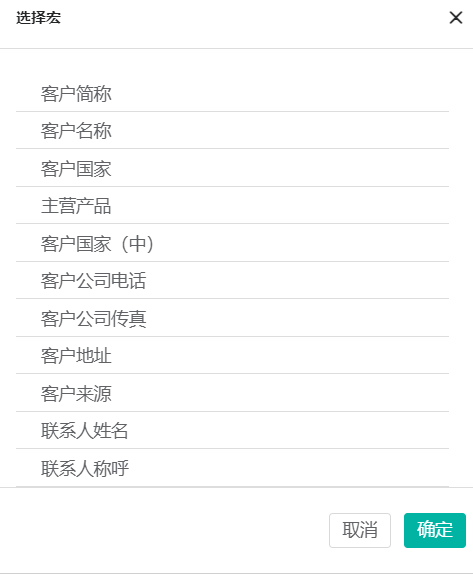 选择宏
客户简称
客户名称
客户国家
主营产品
客户国家（中）
客户公司电话
客户公司传真
客户地址
客户来源
联系人姓名
联系人称呼
取消
确定